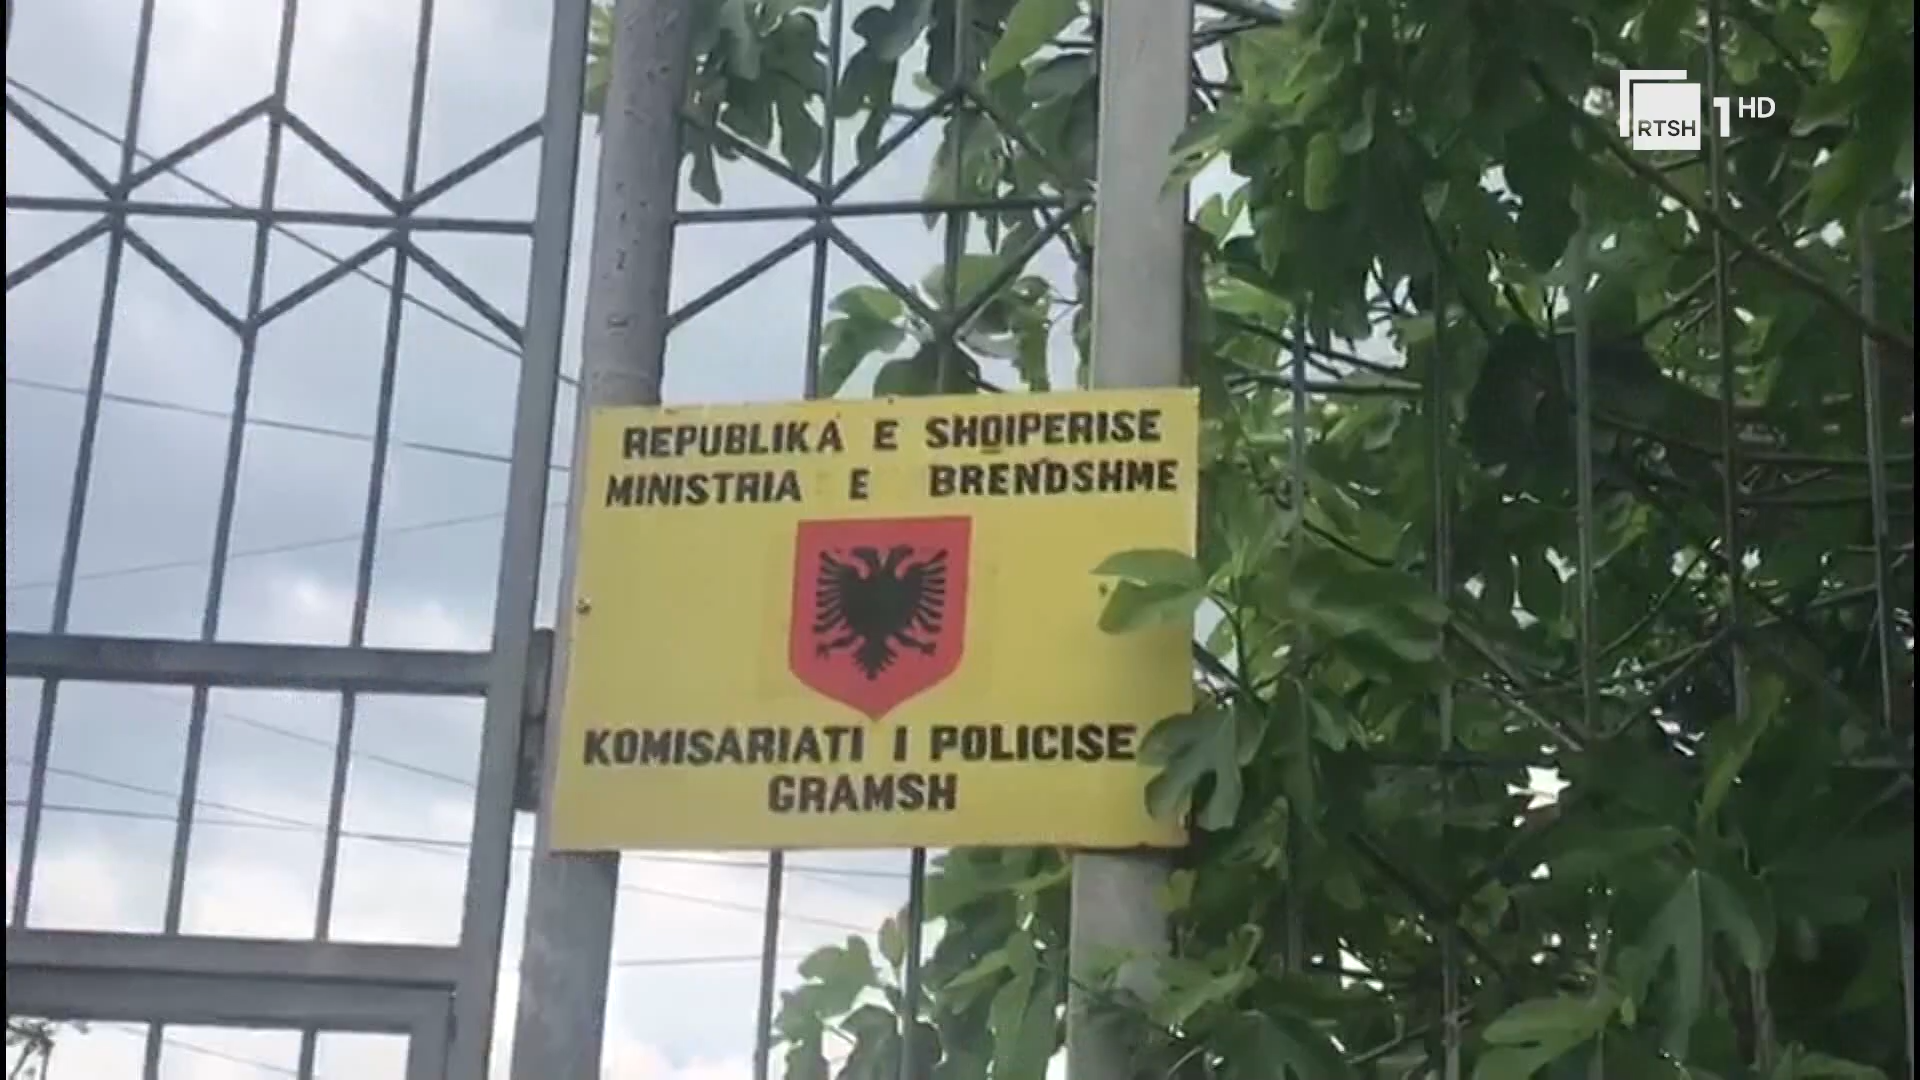 RTSH 1 HD
REPUBLIKA E SHQIPERISE
MINISTRIA E BRENDSHME
KOMISARIATI I POLICISE
GRAMSH